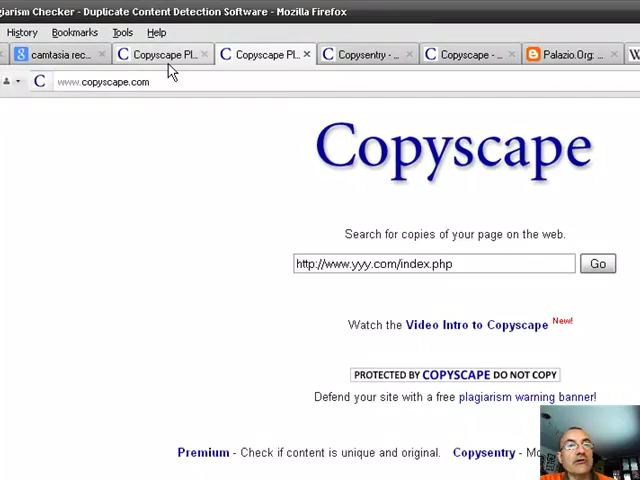 giarism Checker - Duplicate Content Detection Software - Mozilla Firefox
History Bookmarks Tools Help
camtasia rec... Copyscape Pl... Copyscape Pl... Copysentry - ... Copyscape - ... Palazio.Org: ...
www.copyscape.com
Copyscape
Search for copies of your page on the web.
http://www.yyy.com/index.php Go
Watch the Video Intro to Copyscape New!
PROTECTED BY COPYSCAPE DO NOT COPY
Defend your site with a free plagiarism warning banner!
Premium - Check if content is unique and original. Copysentry -